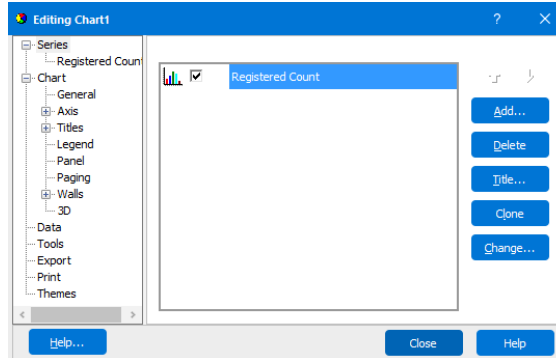 Editing Chart1
?
Series
Registered Coun
Chart
General
Axis
Titles
Legend
Panel
Paging
Walls
3D
Data
Tools
Export
Print
Themes
Registered Count
Add...
Delete
Title...
Clone
Change...
Help...
Close
Help